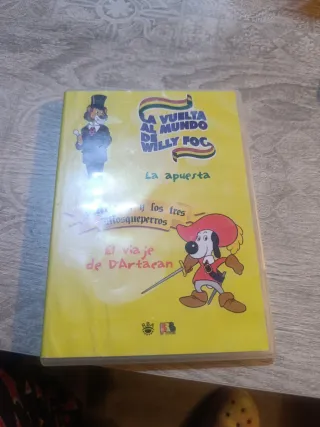 LA VUELTA
AL MUNDO
DE
WILLY FOG
La apuesta
y los tres
Mosqueperros
El viaje
de D'Artacan